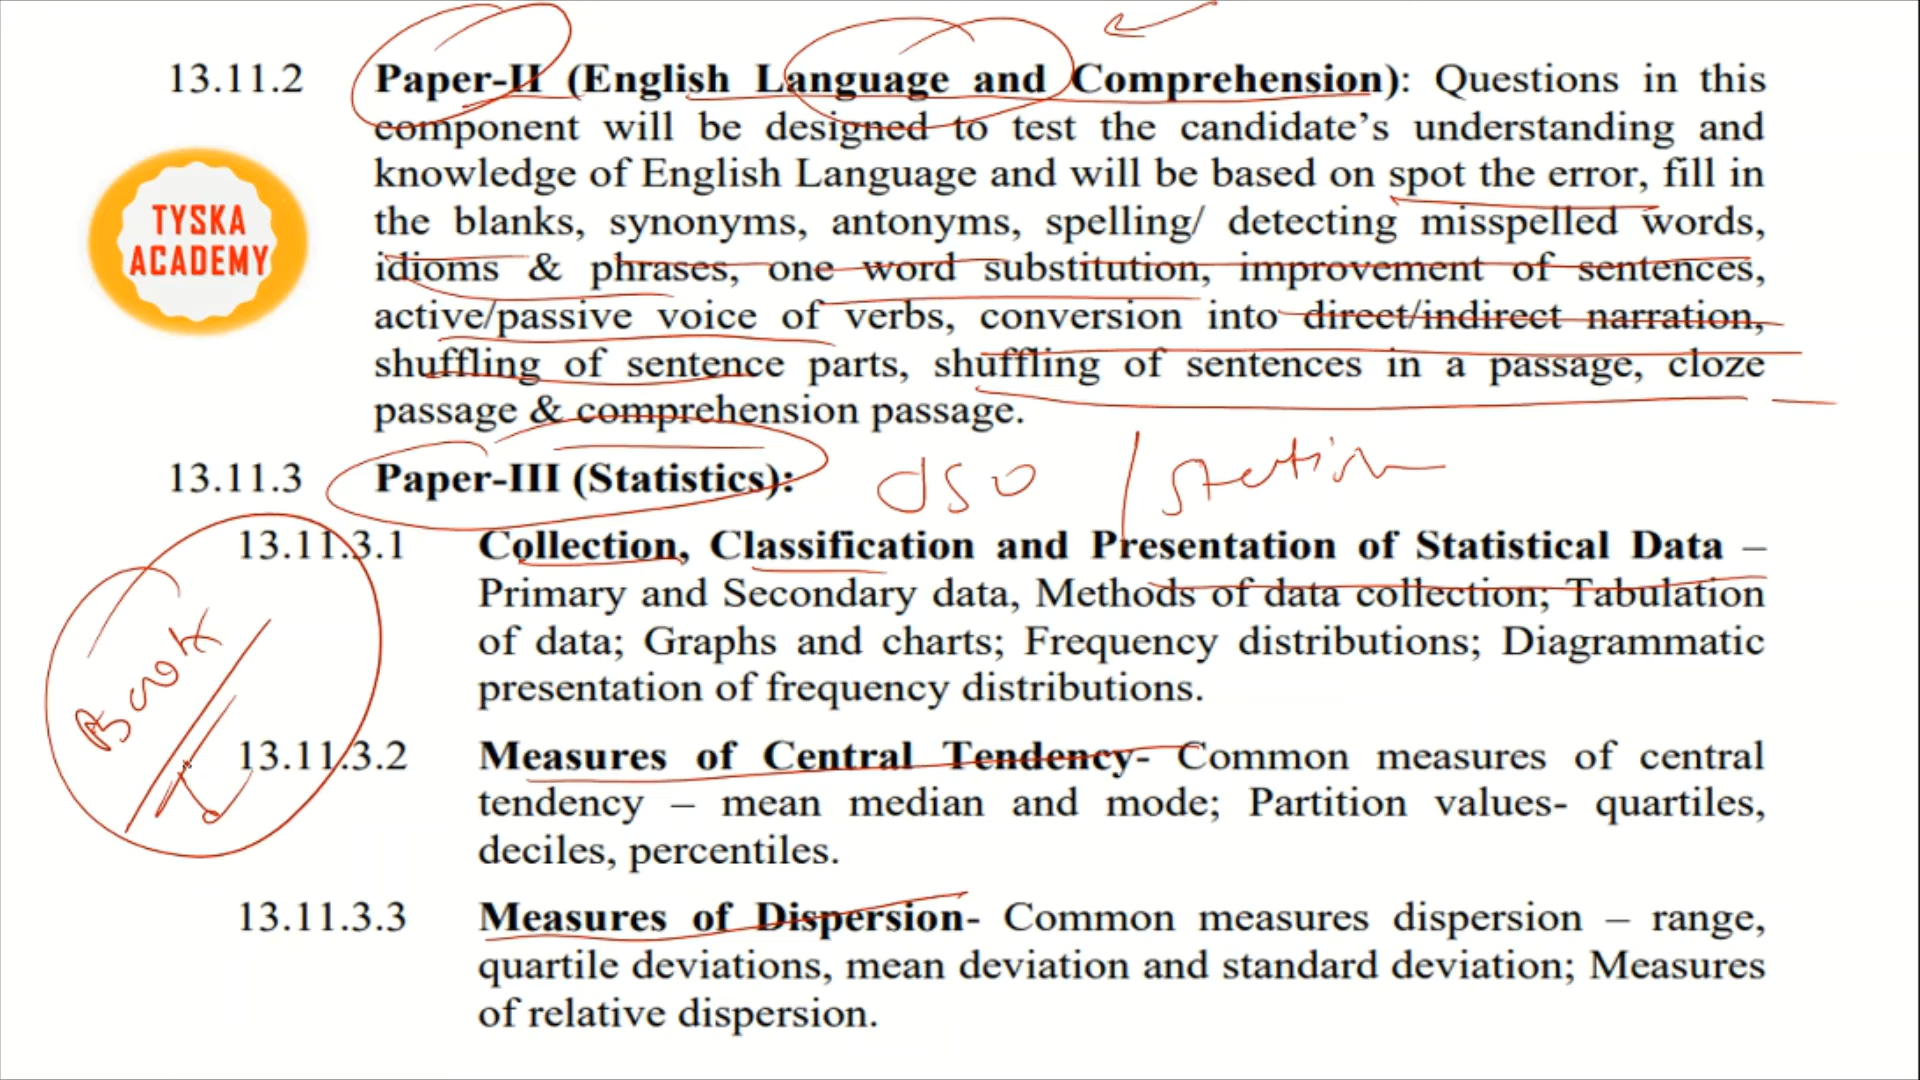 13.11.2 Paper-II (English Language and Comprehension): Questions in this
component will be designed to test the candidate’s understanding and
knowledge of English Language and will be based on spot the error, fill in
the blanks, synonyms, antonyms, spelling/ detecting misspelled words,
idioms & phrases, one word substitution, improvement of sentences,
active/passive voice of verbs, conversion into direct/indirect narration,
shuffling of sentence parts, shuffling of sentences in a passage, cloze
passage & comprehension passage.
TYSKA
ACADEMY
13.11.3 Paper-III (Statistics):
JSO
13.11.3.1 Collection, Classification and Presentation of Statistical Data –
Primary and Secondary data, Methods of data collection; Tabulation
of data; Graphs and charts; Frequency distributions; Diagrammatic
presentation of frequency distributions.
Book
13.11.3.2 Measures of Central Tendency- Common measures of central
tendency – mean median and mode; Partition values- quartiles,
deciles, percentiles.
13.11.3.3 Measures of Dispersion- Common measures dispersion – range,
quartile deviations, mean deviation and standard deviation; Measures
of relative dispersion.